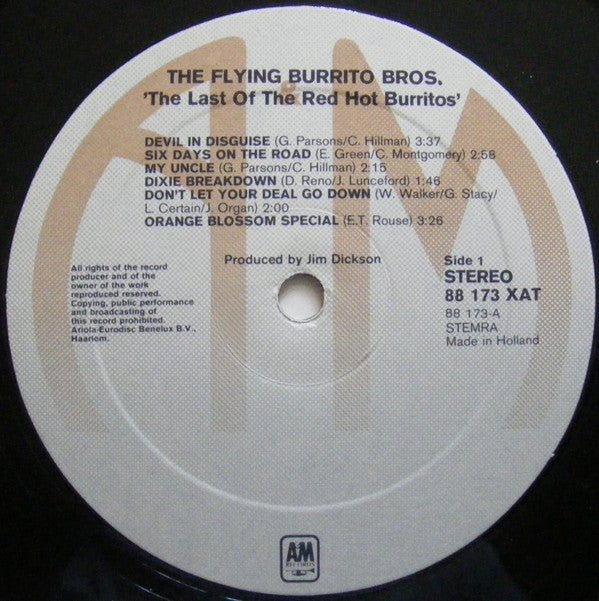 THE FLYING BURRITO BROS.
'The Last Of The Red Hot Burritos'
DEVIL IN DISGUISE (G. Parsons/C. Hillman) 3:37
SIX DAYS ON THE ROAD (E. Green/C. Montgomery) 2:58
MY UNCLE (G. Parsons/C. Hillman) 2:15
DIXIE BREAKDOWN (D. Reno/J. Lunceford) 1:46
DON'T LET YOUR DEAL GO DOWN (W. Walker/G. Stacy/
L. Certain/J. Organ) 2:00
ORANGE BLOSSOM SPECIAL (E.T. Rouse) 3:26
Produced by Jim Dickson
All rights of the record
producer and of the
owner of the work
reproduced reserved.
Copying, public performance
and broadcasting of
this record prohibited.
Ariola-Eurodisc Benelux B.V.,
Haarlem.
Side 1
STEREO
88 173 XAT
88 173-A
STEMRA
Made in Holland
AM
RECORDS